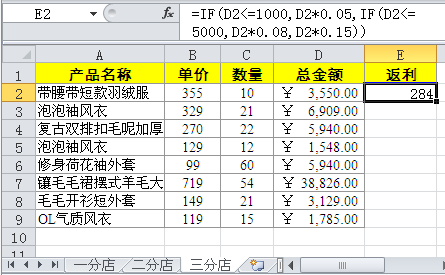 E2 fx =IF(D2<=1000,D2*0.05,IF(D2<=
5000,D2*0.08,D2*0.15))
A B C D E
1 产品名称 单价 数量 总金额 返利
2 带腰带短款羽绒服 355 10 ￥ 3,550.00 284
3 泡泡袖风衣 329 21 ￥ 6,909.00
4 复古双排扣毛呢加厚 270 22 ￥ 5,940.00
5 泡泡袖风衣 129 12 ￥ 1,548.00
6 修身荷花袖外套 99 60 ￥ 5,940.00
7 镶毛毛裙摆式羊毛大 719 54 ￥ 38,826.00
8 毛毛开衫短外套 149 21 ￥ 3,129.00
9 OL气质风衣 119 15 ￥ 1,785.00
10
11
一分店 二分店 三分店